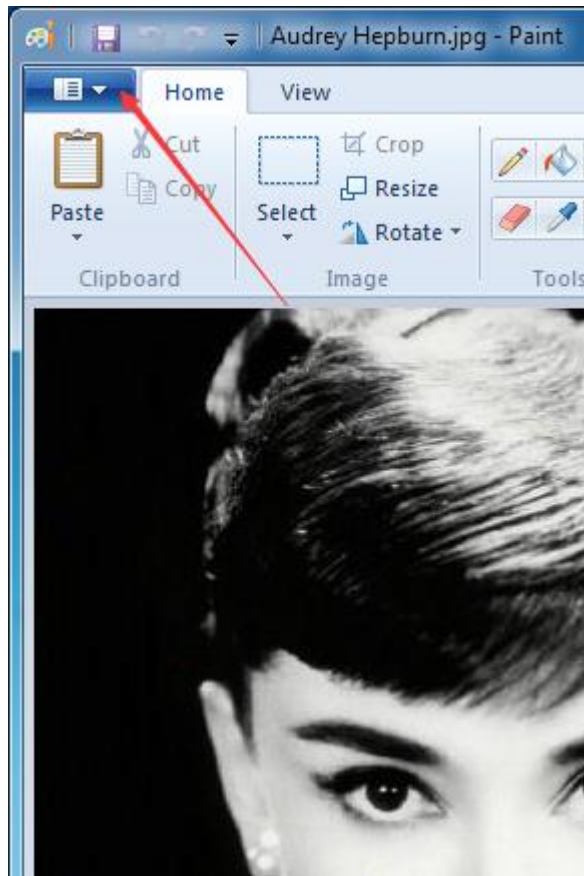 Audrey Hepburn.jpg - Paint
Home View
Cut
Copy
Paste
Clipboard
Crop
Resize
Rotate
Select
Image
Tools